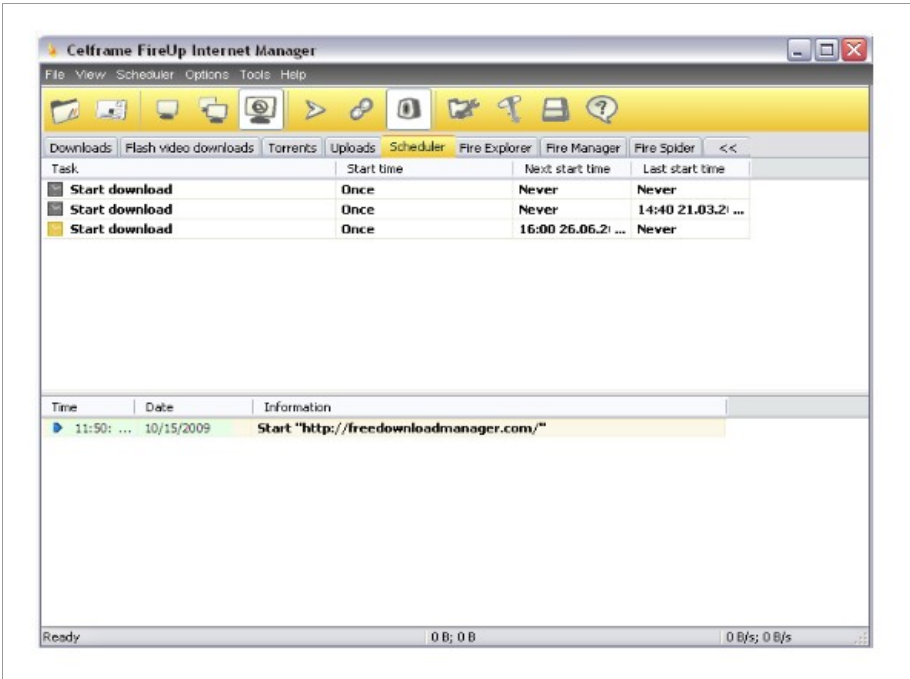 Celframe FireUp Internet Manager
File View Scheduler Options Tools Help
Downloads Flash video downloads Torrents Uploads Scheduler Fire Explorer Fire Manager Fire Spider <<
Task Start time Next start time Last start time
Start download Once Never Never
Start download Once Never 14:40 21.03.2 ...
Start download Once 16:00 26.06.2 ... Never
Time Date Information
11:50: ... 10/15/2009 Start "http://freedownloadmanager.com/"
Ready 0 B; 0 B 0 B/s; 0 B/s